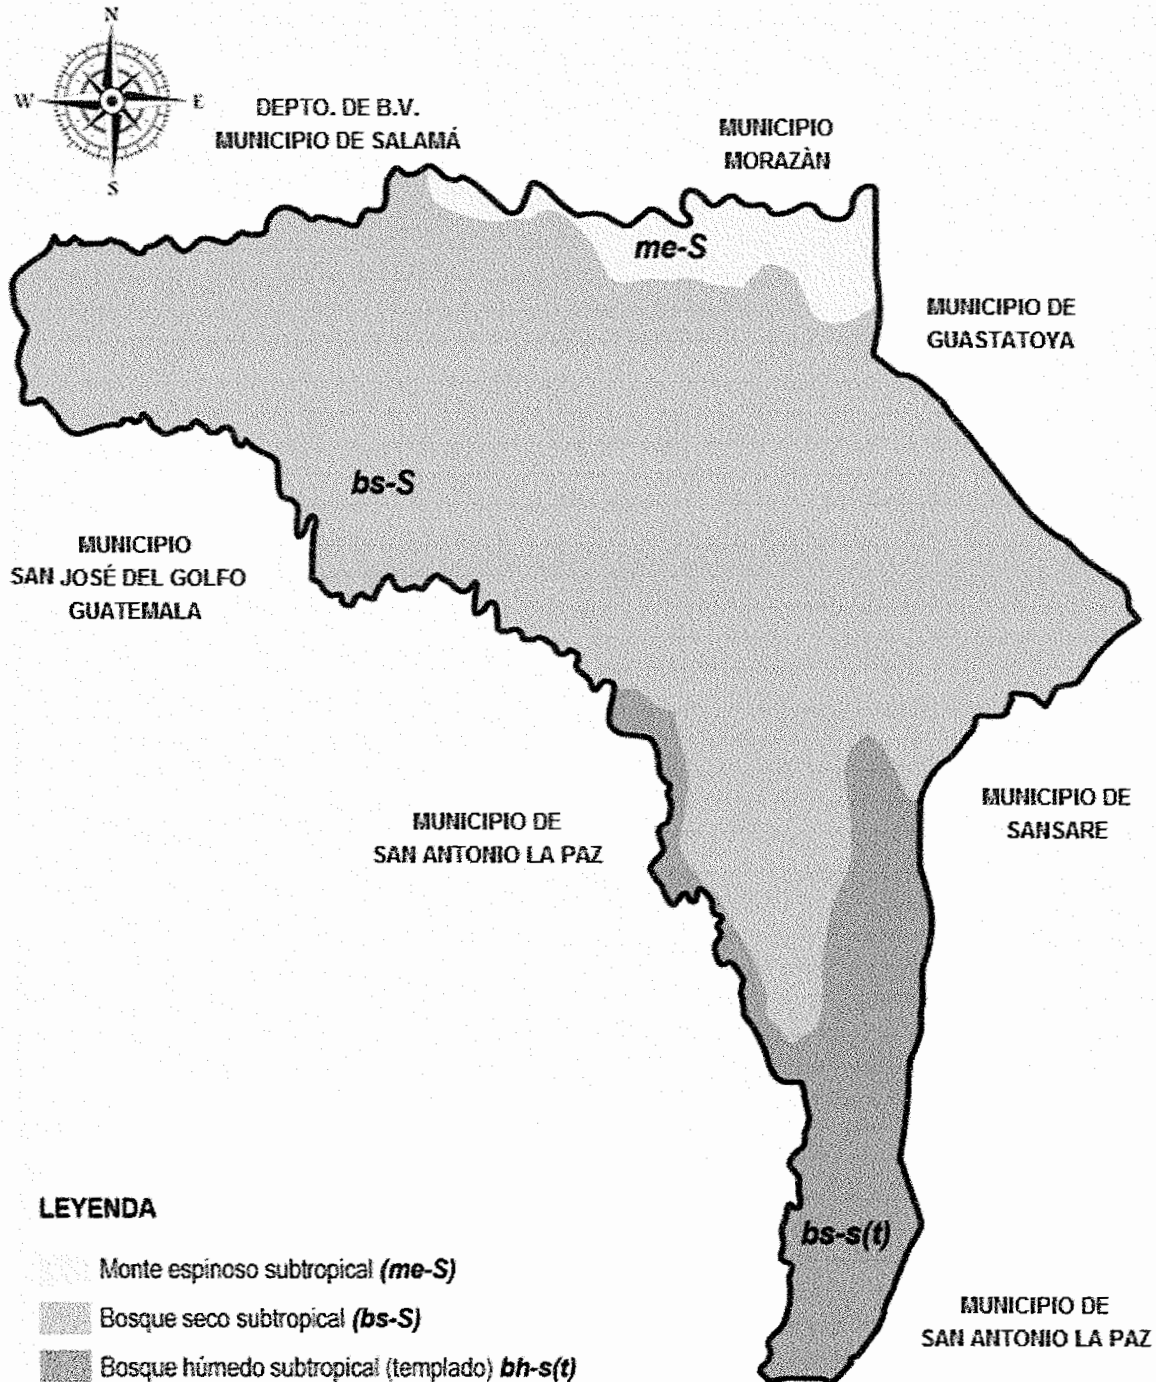 N
W
E
S
DEPTO. DE B.V.
MUNICIPIO DE SALAMÁ
MUNICIPIO
MORAZÀN
me-S
MUNICIPIO DE
GUASTATOYA
bs-S
MUNICIPIO
SAN JOSÉ DEL GOLFO
GUATEMALA
MUNICIPIO DE
SANSARE
MUNICIPIO DE
SAN ANTONIO LA PAZ
bs-s(t)
LEYENDA
Monte espinoso subtropical (me-S)
Bosque seco subtropical (bs-S)
Bosque húmedo subtropical (templado) bh-s(t)
MUNICIPIO DE
SAN ANTONIO LA PAZ